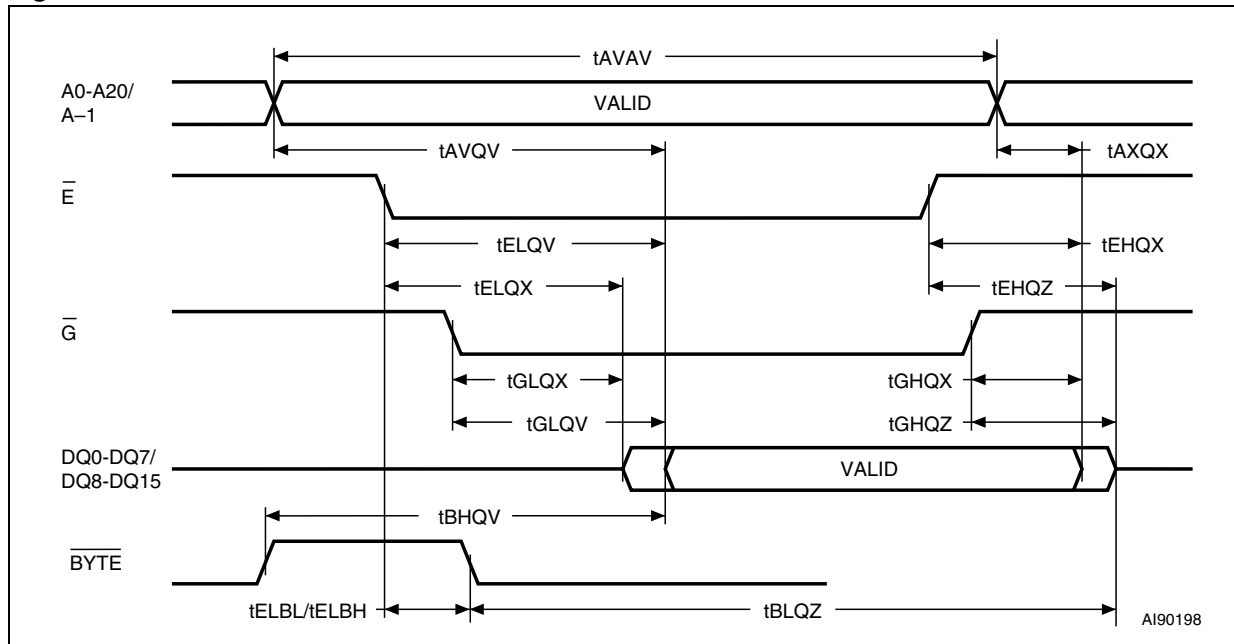 tAVAV
A0-A20/
A–1
VALID
tAVQV
tAXQX
E
tELQV
tEHQX
tELQX
tEHQZ
G
tGLQX
tGHQX
tGLQV
tGHQZ
DQ0-DQ7/
DQ8-DQ15
VALID
tBHQV
BYTE
tELBL/tELBH
tBLQZ
AI90198